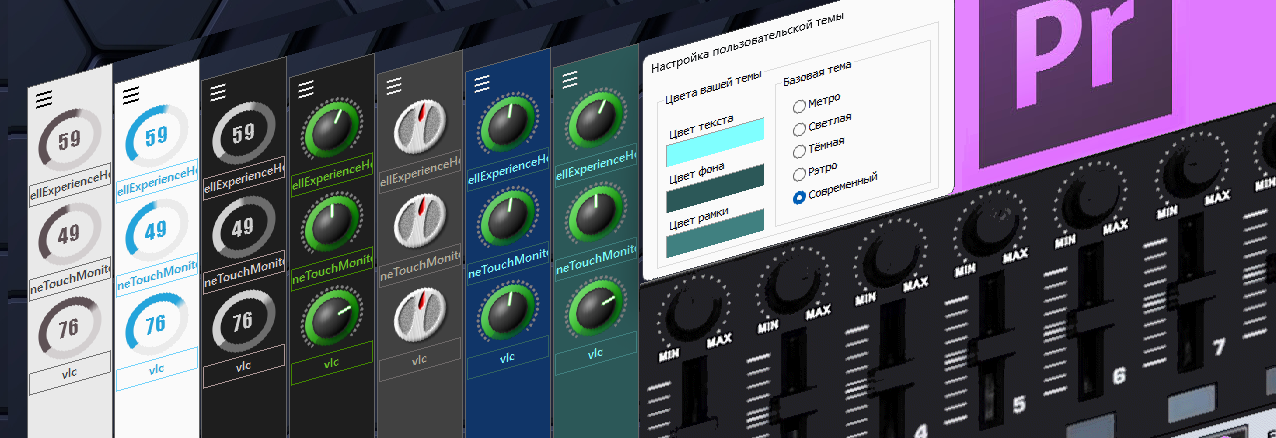 59
ellExperienceHo
49
neTouchMonito
76
vlc
59
ellExperienceHo
49
neTouchMonito
76
vlc
59
ellExperienceHo
49
neTouchMonito
76
vlc
ellExperienceHo
neTouchMonito
vlc
ellExperienceHo
neTouchMonito
vlc
ellExperienceHo
neTouchMonito
vlc
ellExperienceHo
neTouchMonito
vlc
Настройка пользовательской темы
Цвета вашей темы
Цвет текста
Цвет фона
Цвет рамки
Базовая тема
Метро
Светлая
Тёмная
Рэтро
Современный
Pr
MIN MAX
MIN MAX
MIN MAX
MIN MAX
MIN MAX
MIN MAX
4
5
6
7